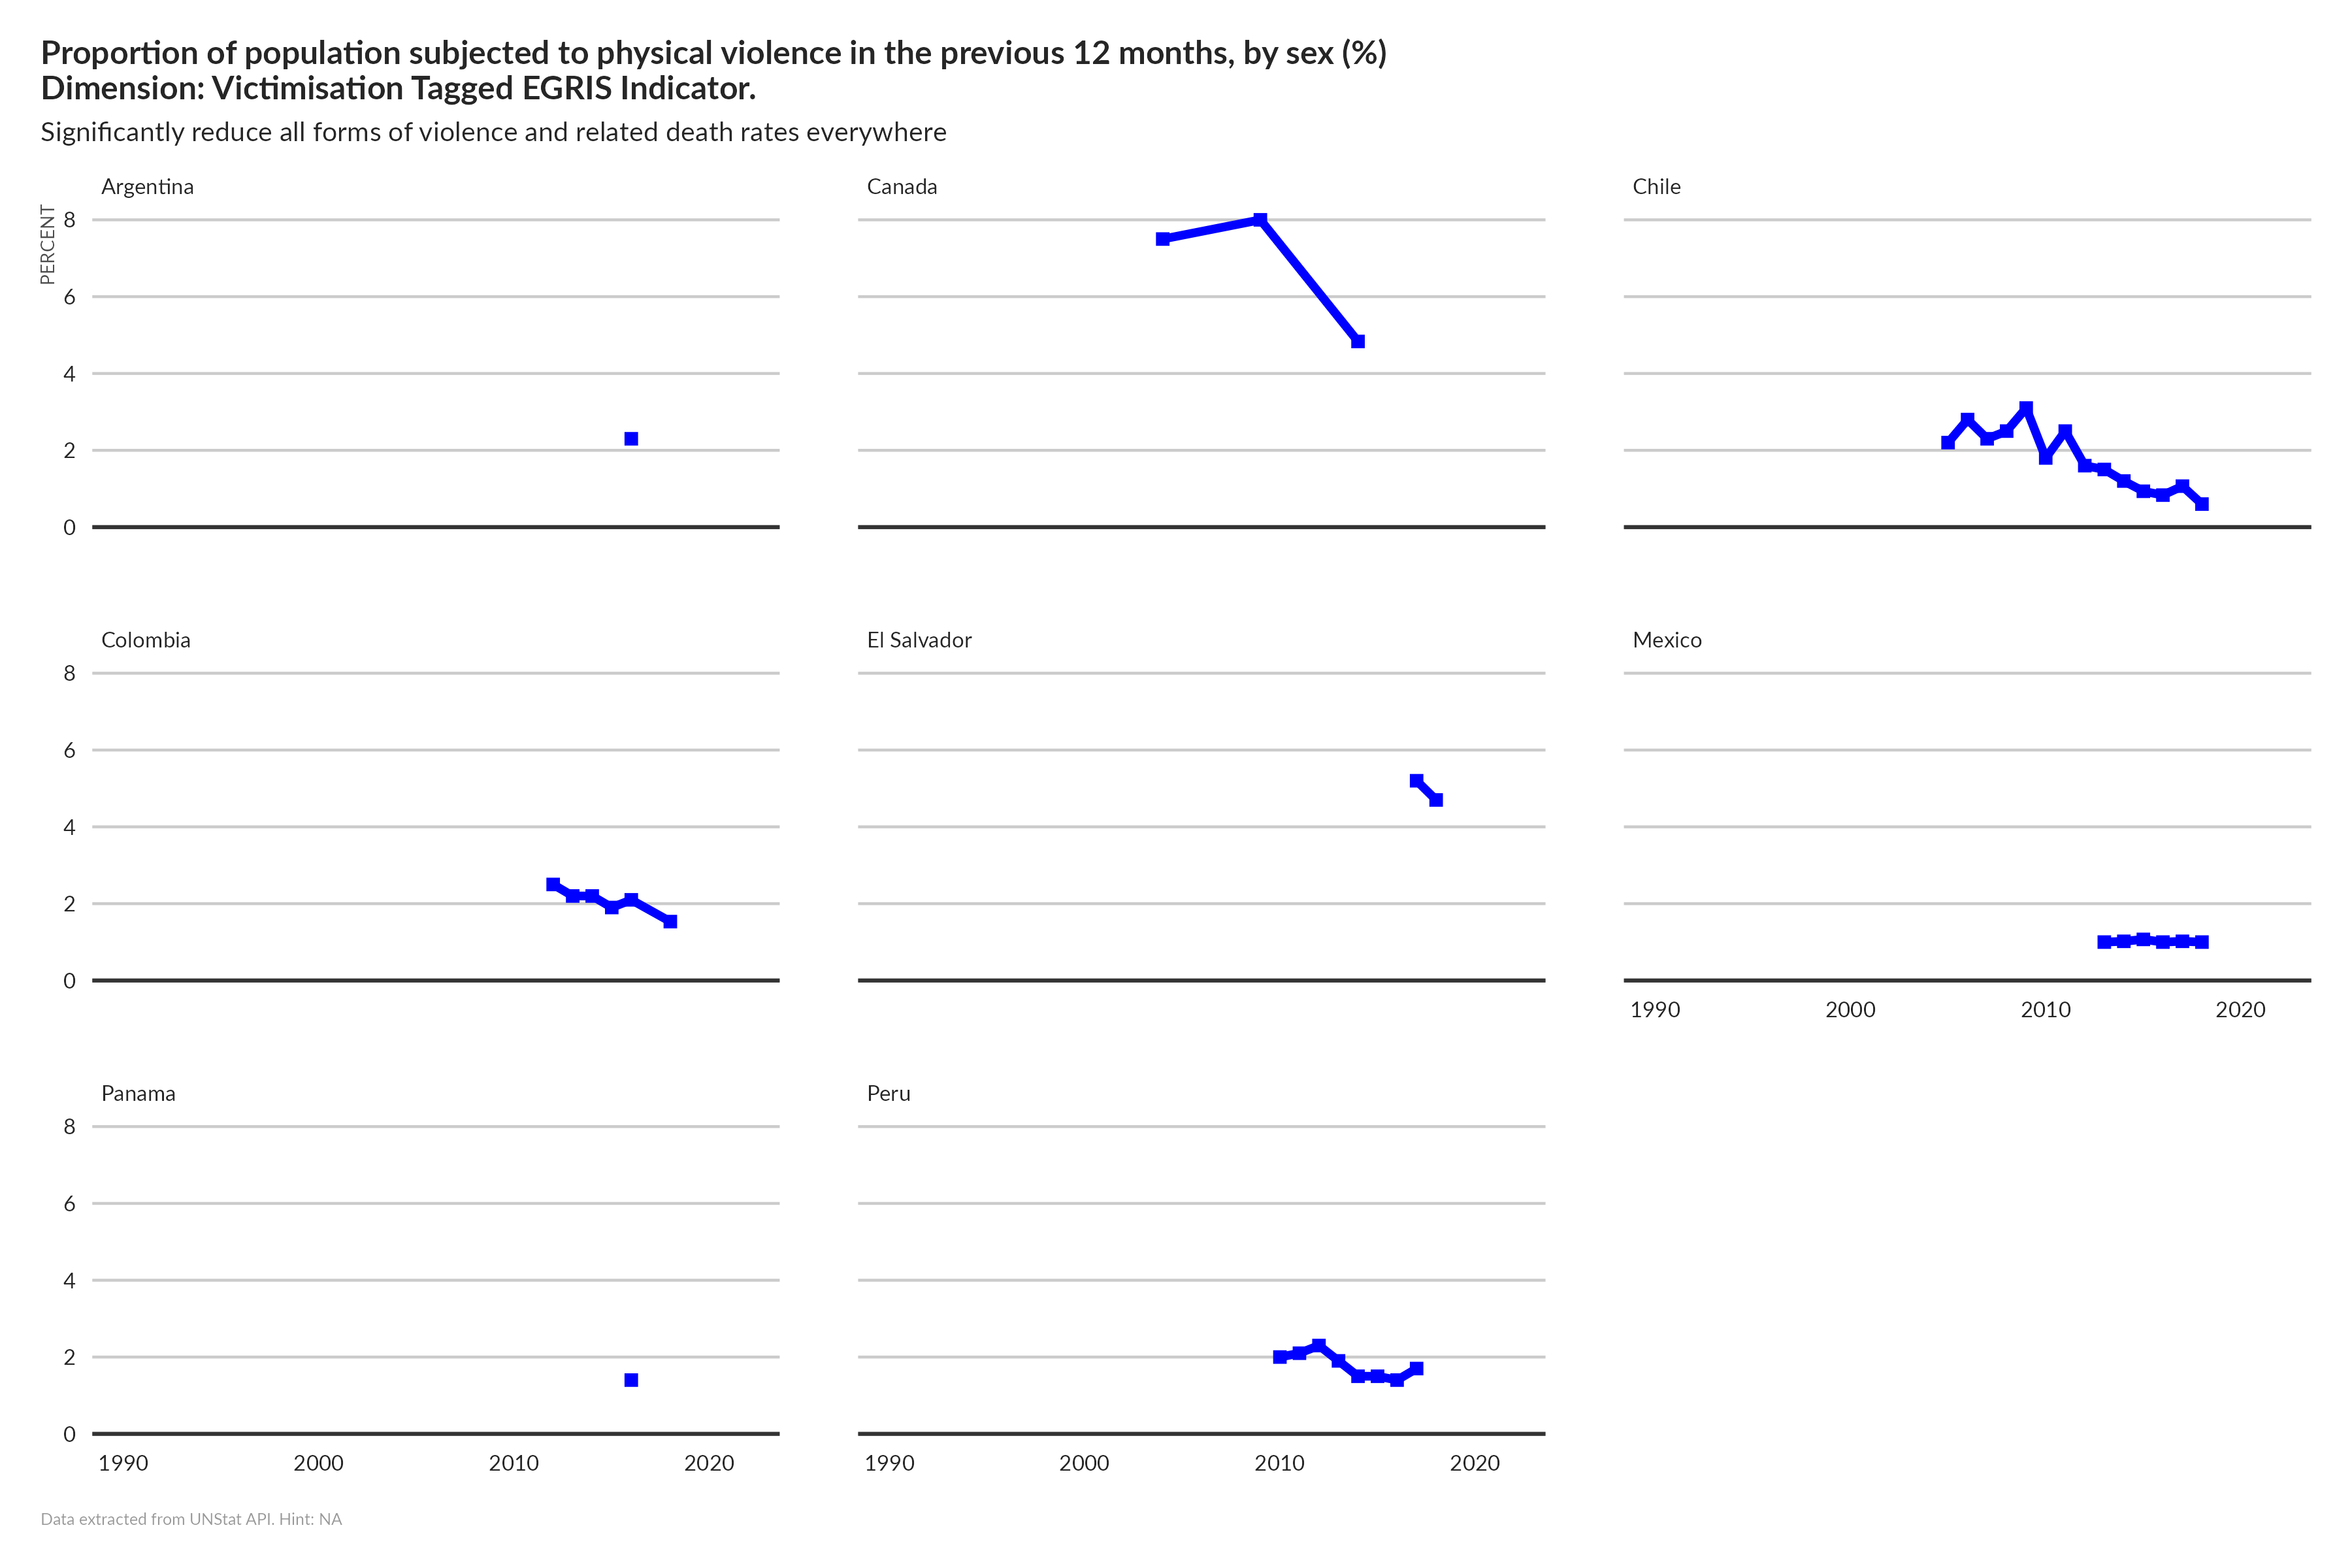 Proportion of population subjected to physical violence in the previous 12 months, by sex (%)
Dimension: Victimisation Tagged EGRIS Indicator.
Significantly reduce all forms of violence and related death rates everywhere
Argentina
Canada
Chile
PERCENT
8
6
4
2
0
Colombia
El Salvador
Mexico
8
6
4
2
0
1990 2000 2010 2020
Panama
Peru
8
6
4
2
0
1990 2000 2010 2020
1990 2000 2010 2020
Data extracted from UNStat API. Hint: NA